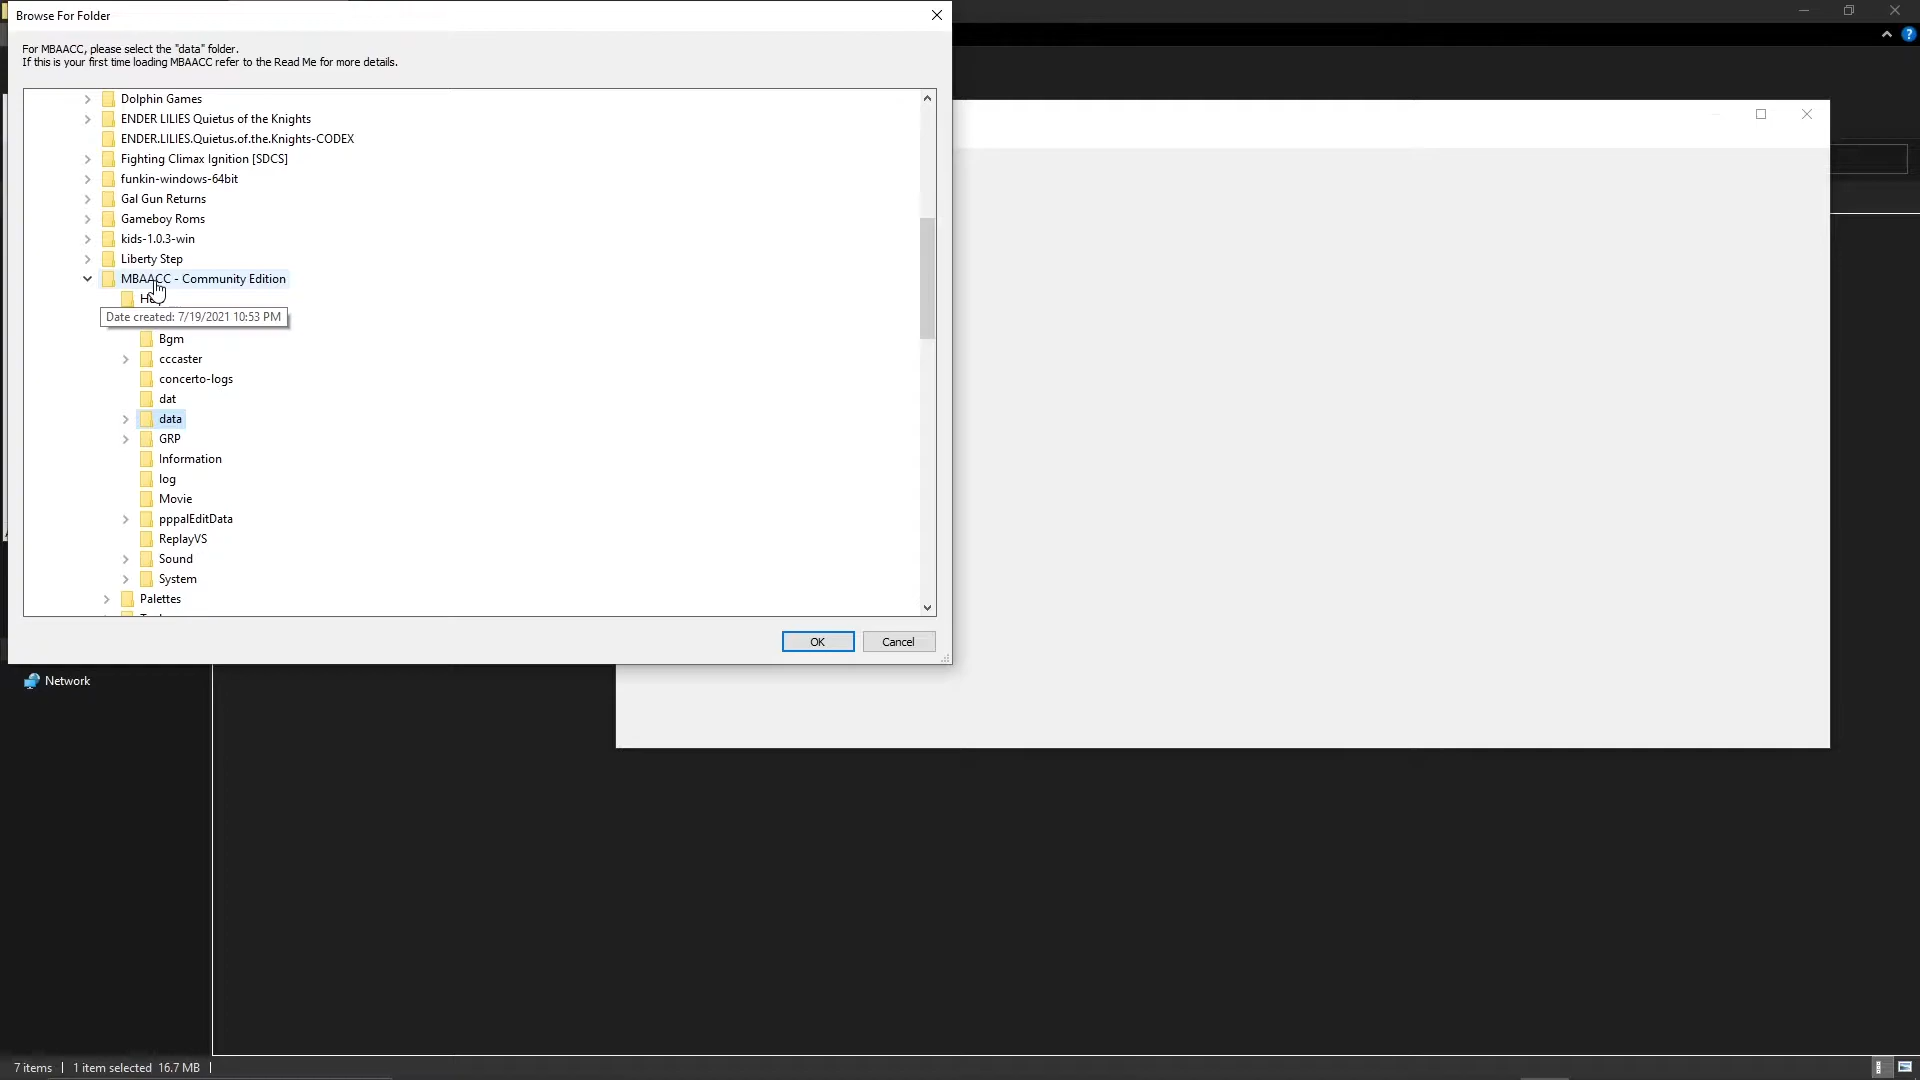 Browse For Folder
For MBAACC, please select the "data" folder.
If this is your first time loading MBAACC refer to the Read Me for more details.
Dolphin Games
ENDER LILIES Quietus of the Knights
ENDER.LILIES.Quietus.of.the.Knights-CODEX
Fighting Climax Ignition [SDCS]
funkin-windows-64bit
Gal Gun Returns
Gameboy Roms
kids-1.0.3-win
Liberty Step
MBAACC - Community Edition
Date created: 7/19/2021 10:53 PM
Bgm
cccaster
concerto-logs
dat
data
GRP
Information
log
Movie
pppalEditData
ReplayVS
Sound
System
Palettes
OK
Cancel
Network
7 items
1 item selected 16.7 MB